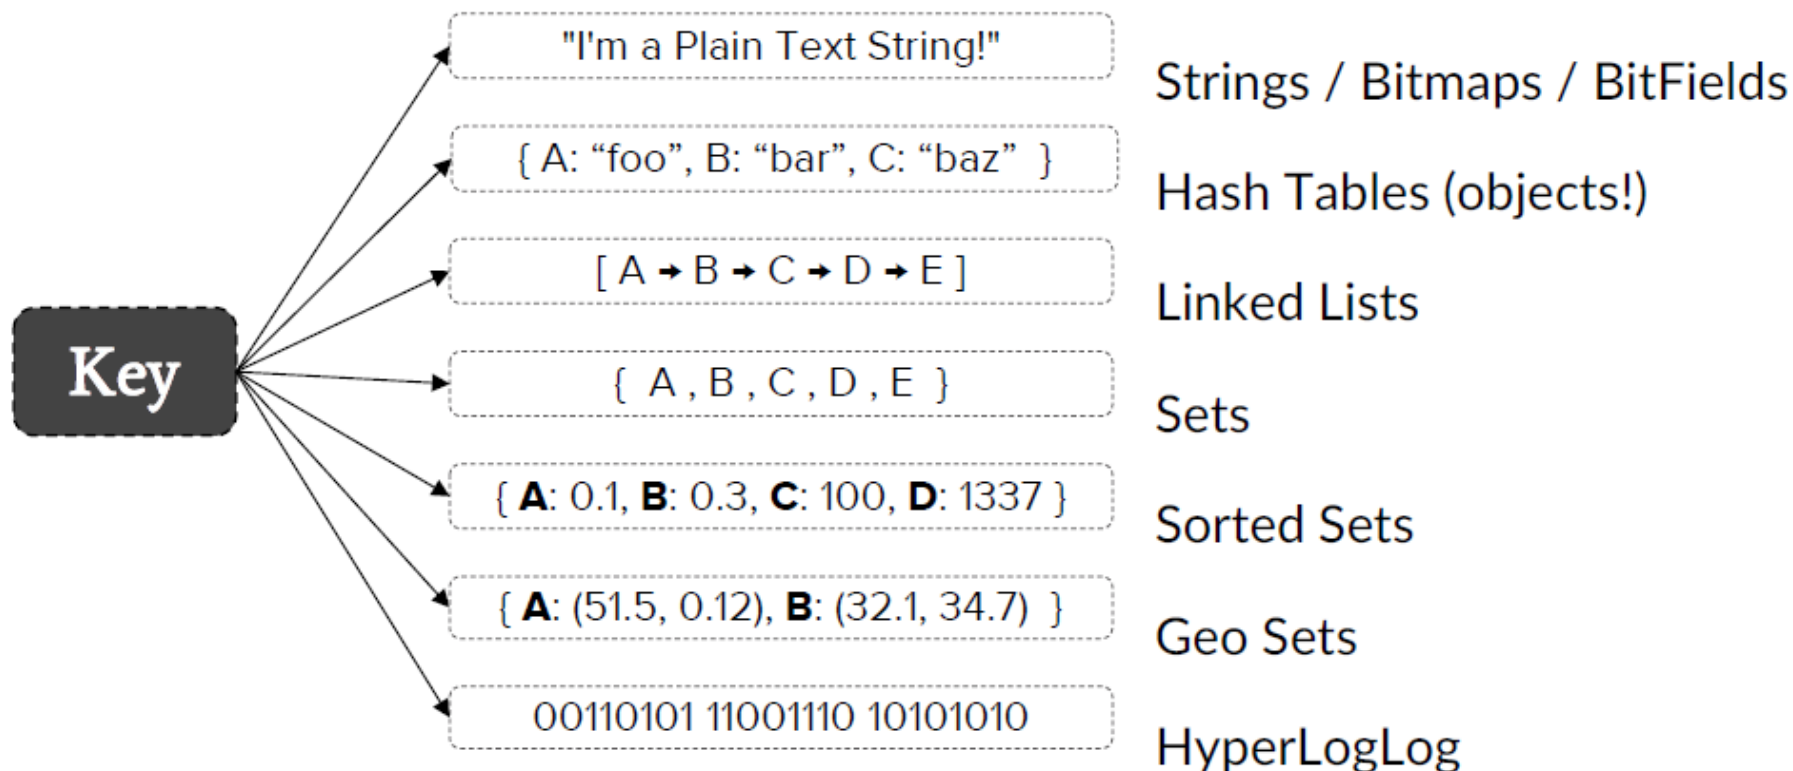 "I'm a Plain Text String!"
Strings / Bitmaps / BitFields
{ A: “foo”, B: “bar”, C: “baz” }
Hash Tables (objects!)
[ A → B → C → D → E ]
Linked Lists
Key
{ A , B , C , D , E }
Sets
{ A: 0.1, B: 0.3, C: 100, D: 1337 }
Sorted Sets
{ A: (51.5, 0.12), B: (32.1, 34.7) }
Geo Sets
00110101 11001110 10101010
HyperLogLog